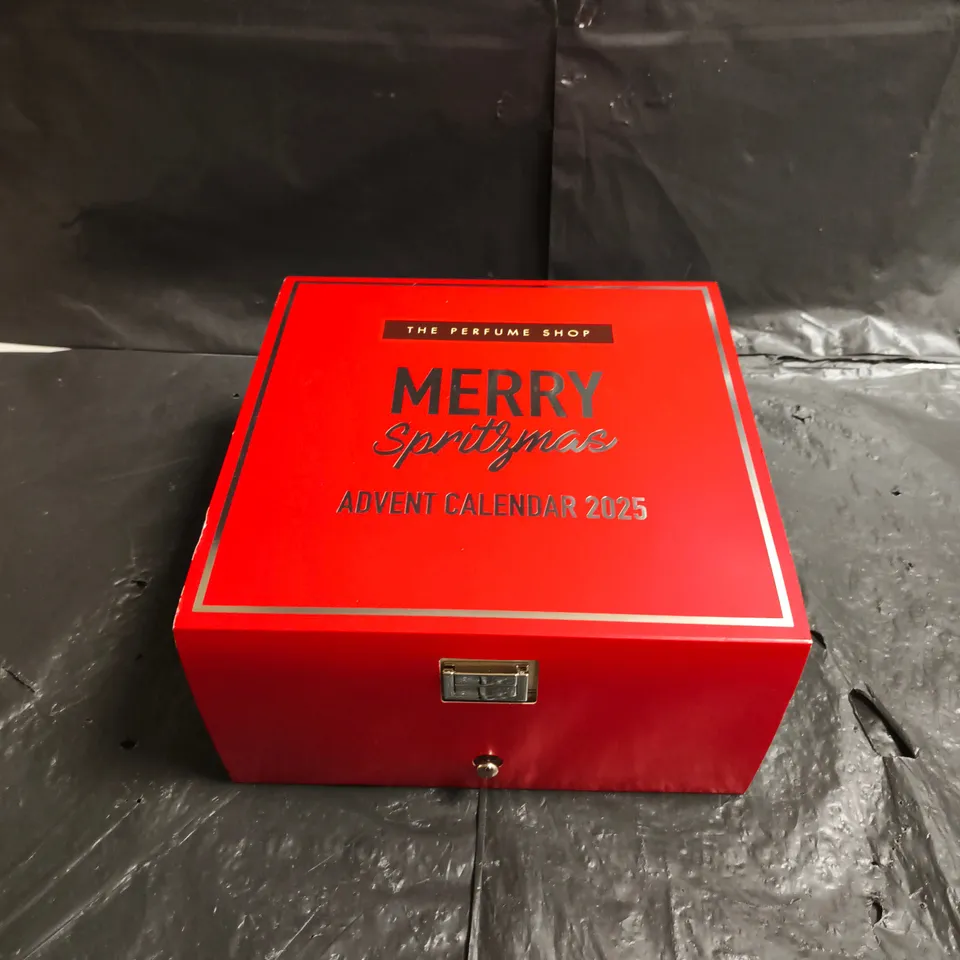 THE PERFUME SHOP
MERRY
Spritzmas
ADVENT CALENDAR 2025